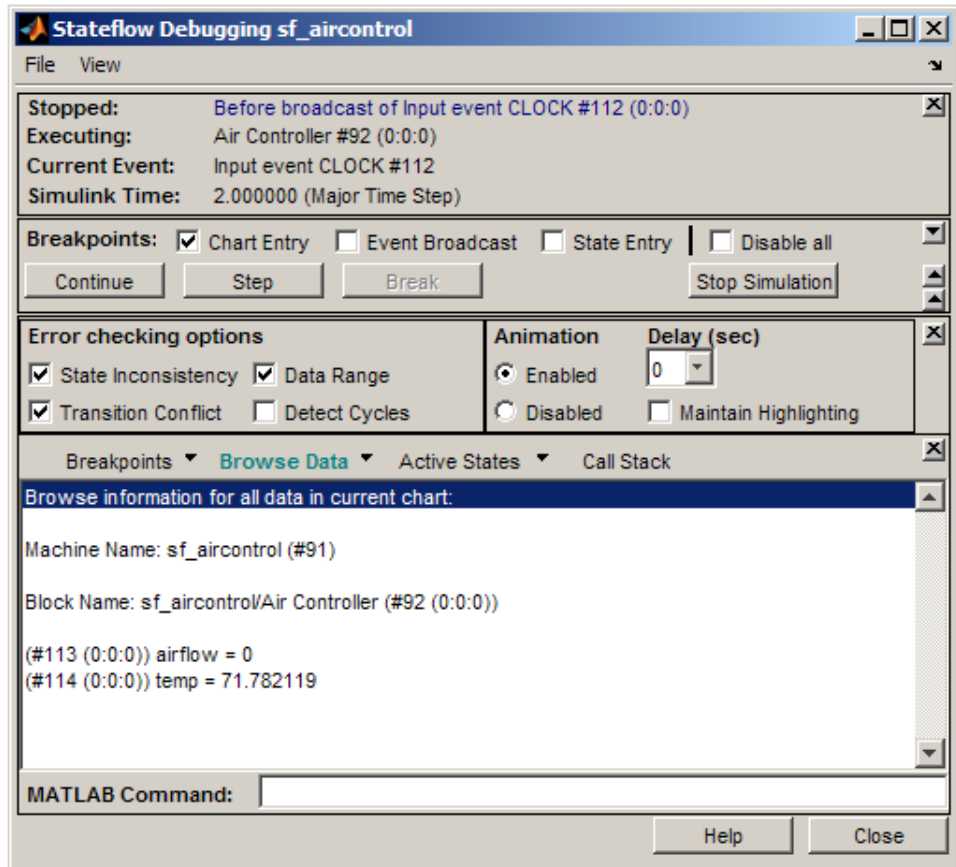 Stateflow Debugging sf_aircontrol
File View
Stopped: Before broadcast of Input event CLOCK #112 (0:0:0)
Executing: Air Controller #92 (0:0:0)
Current Event: Input event CLOCK #112
Simulink Time: 2.000000 (Major Time Step)
Breakpoints: Chart Entry Event Broadcast State Entry Disable all
Continue Step Break Stop Simulation
Error checking options Animation Delay (sec)
State Inconsistency Data Range Enabled 0
Transition Conflict Detect Cycles Disabled Maintain Highlighting
Breakpoints Browse Data Active States Call Stack
Browse information for all data in current chart:
Machine Name: sf_aircontrol (#91)
Block Name: sf_aircontrol/Air Controller (#92 (0:0:0))
(#113 (0:0:0)) airflow = 0
(#114 (0:0:0)) temp = 71.782119
MATLAB Command:
Help Close